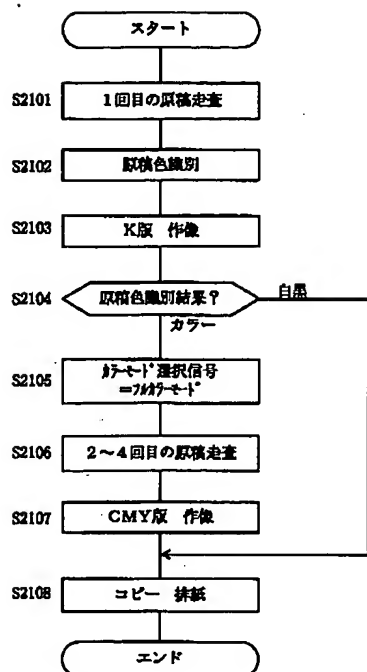 スタート
S2101 1回目の原稿走査
S2102 原稿色識別
S2103 K版 作像
S2104 原稿色識別結果？ 白黒
カラー
S2105 ｶﾗｰﾓｰﾄﾞ選択信号
=ﾌﾙｶﾗｰﾓｰﾄﾞ
S2106 2～4回目の原稿走査
S2107 CMY版 作像
S2108 コピー 排紙
エンド